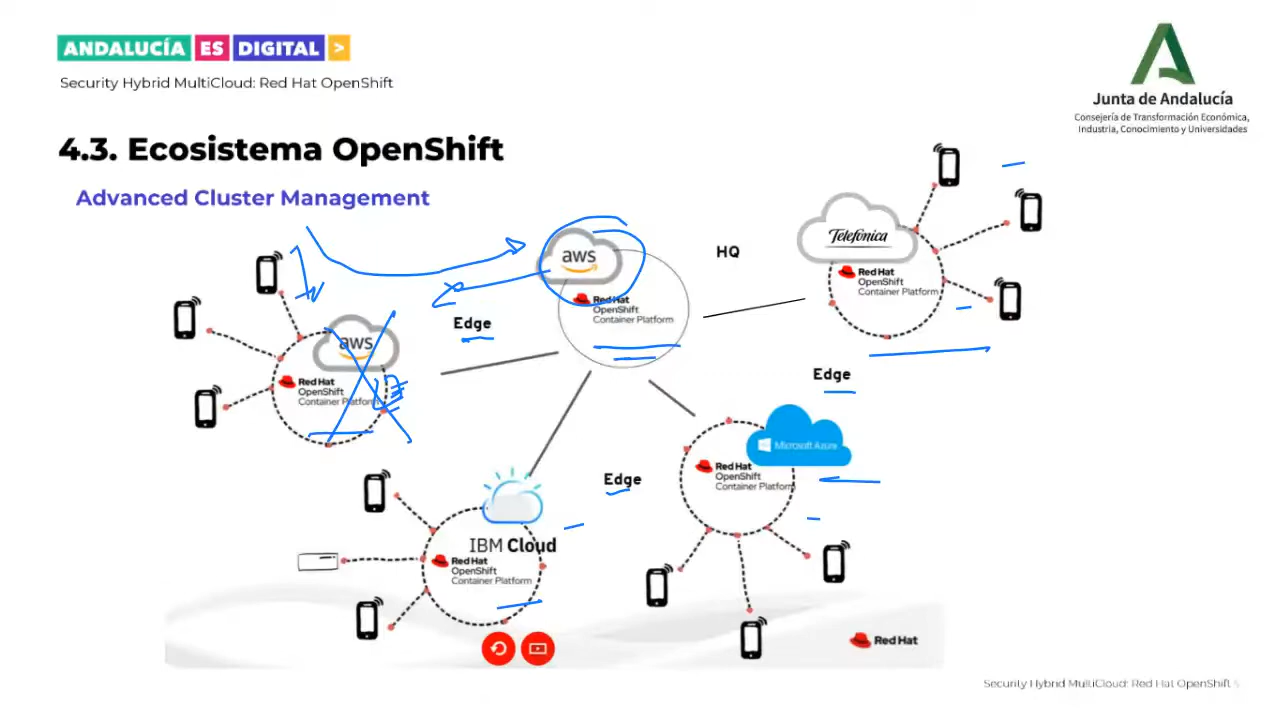 ANDALUCÍA ES DIGITAL >
Security Hybrid MultiCloud: Red Hat OpenShift
Junta de Andalucía
Consejería de Transformación Económica,
Industria, Conocimiento y Universidades
4.3. Ecosistema OpenShift
Advanced Cluster Management
aws
Red Hat
OpenShift
Container Platform
HQ
Telefónica
Red Hat
OpenShift
Container Platform
Edge
aws
Red Hat
OpenShift
Container Platform
Edge
Microsoft Azure
Red Hat
OpenShift
Container Platform
Edge
IBM Cloud
Red Hat
OpenShift
Container Platform
Red Hat
Security Hybrid MultiCloud: Red Hat OpenShift